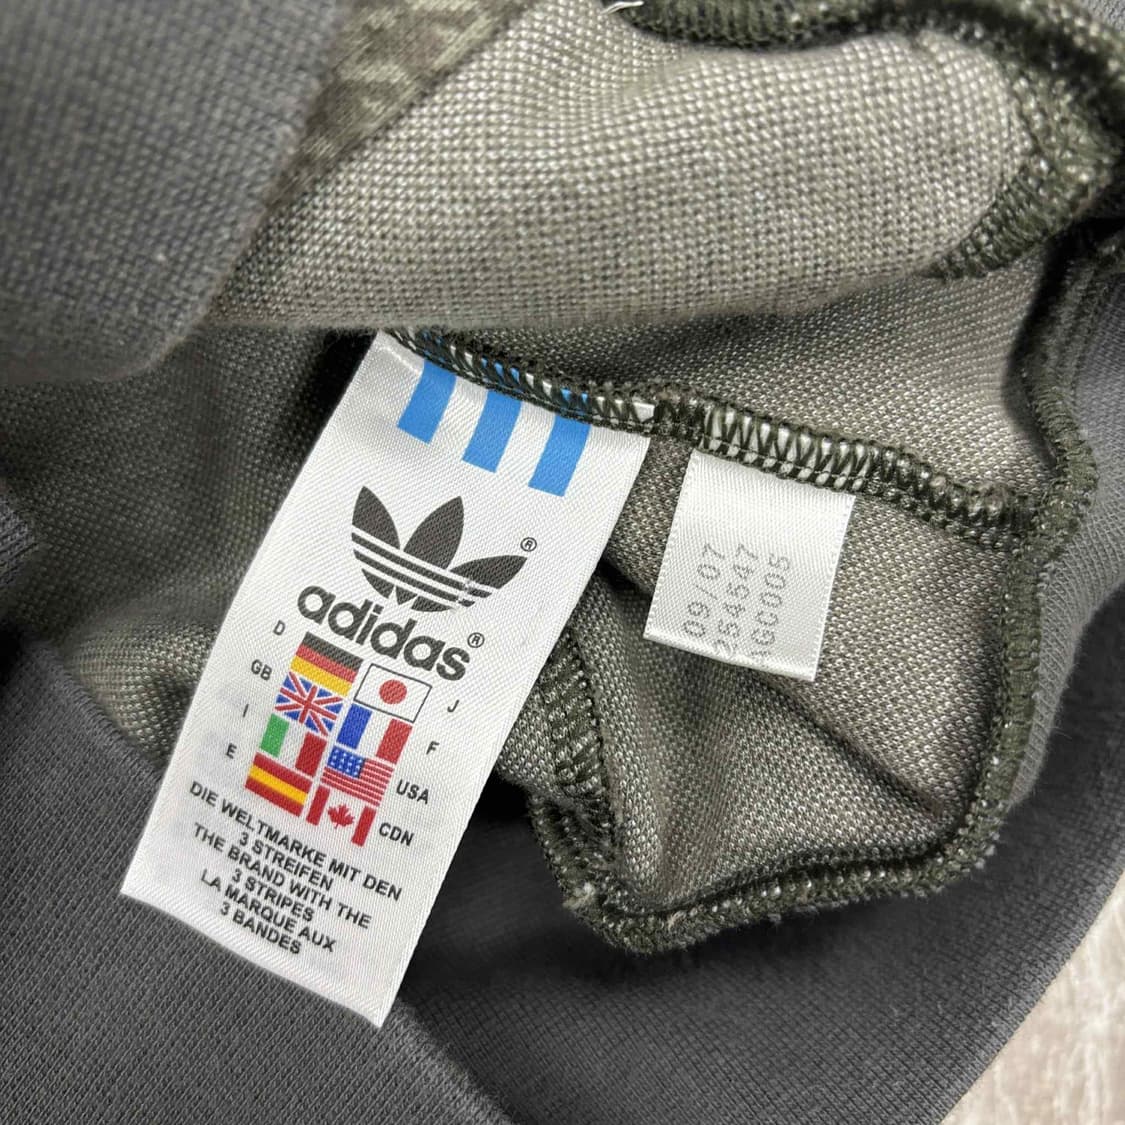 ®
adidas®
D
J
GB
I
F
E
USA
CDN
DIE WELTMARKE MIT DEN
3 STREIFEN
THE BRAND WITH THE
3 STRIPES
LA MARQUE AUX
3 BANDES
09/07
254547
AGC005